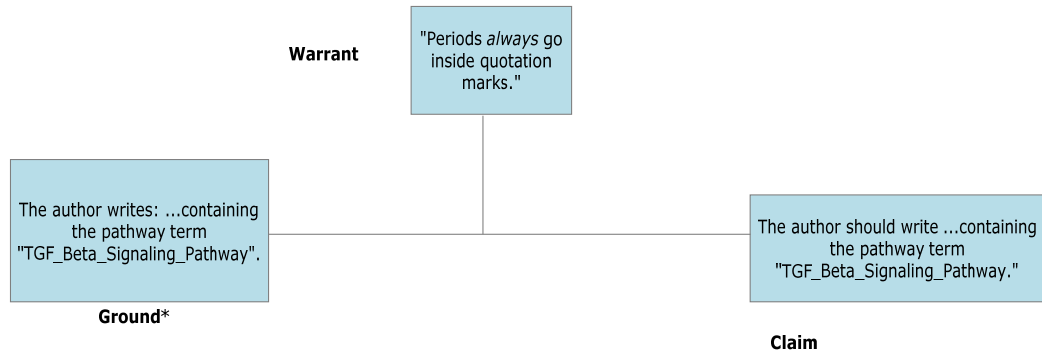 Warrant
"Periods always go
inside quotation
marks."
The author writes: ...containing
the pathway term
"TGF_Beta_Signaling_Pathway".
Ground*
The author should write ...containing
the pathway term
"TGF_Beta_Signaling_Pathway."
Claim